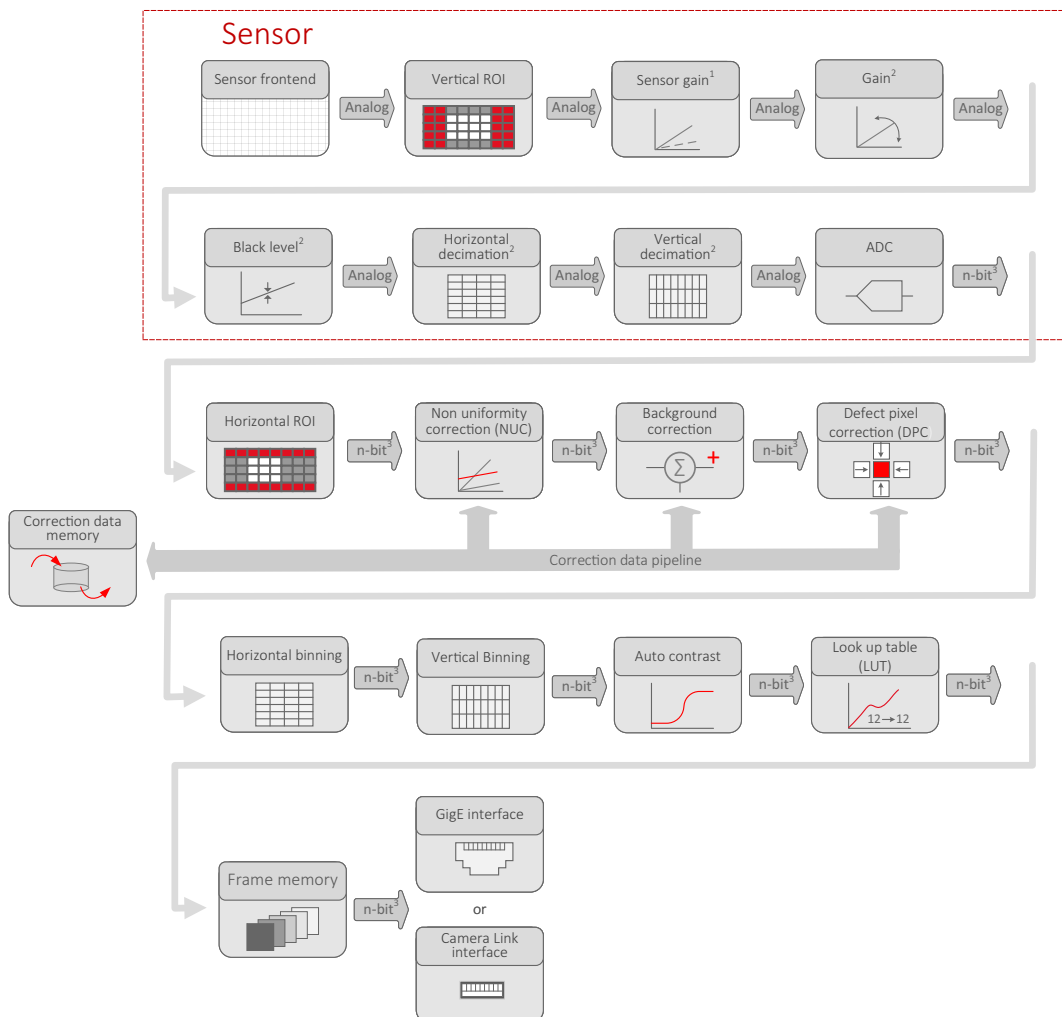 Sensor
Sensor frontend
Analog
Vertical ROI
Analog
Sensor gain¹
Analog
Gain²
Analog
Black level²
Analog
Horizontal
decimation²
Analog
Vertical
decimation²
Analog
ADC
n-bit³
Horizontal ROI
n-bit³
Non uniformity
correction (NUC)
n-bit³
Background
correction
Σ
+
n-bit³
Defect pixel
correction (DPC)
n-bit³
Correction data
memory
Correction data pipeline
Horizontal binning
n-bit³
Vertical Binning
n-bit³
Auto contrast
n-bit³
Look up table
(LUT)
12→12
n-bit³
Frame memory
n-bit³
GigE interface
or
Camera Link
interface